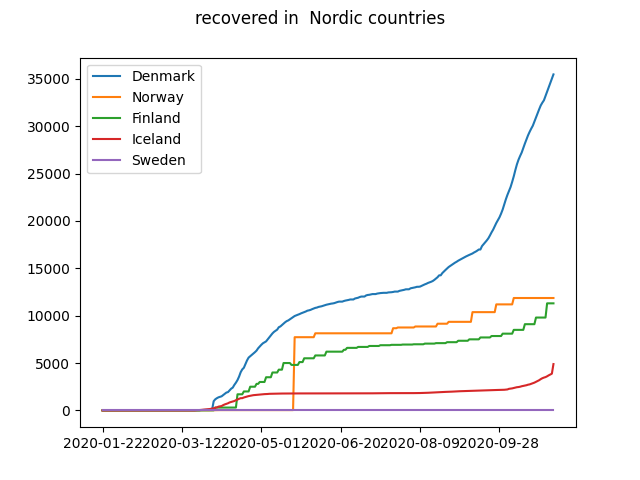 recovered in  Nordic countries
Denmark
Norway
Finland
Iceland
Sweden
35000
30000
25000
20000
15000
10000
5000
0
2020-01-22 2020-03-12 2020-05-01 2020-06-20 2020-08-09 2020-09-28